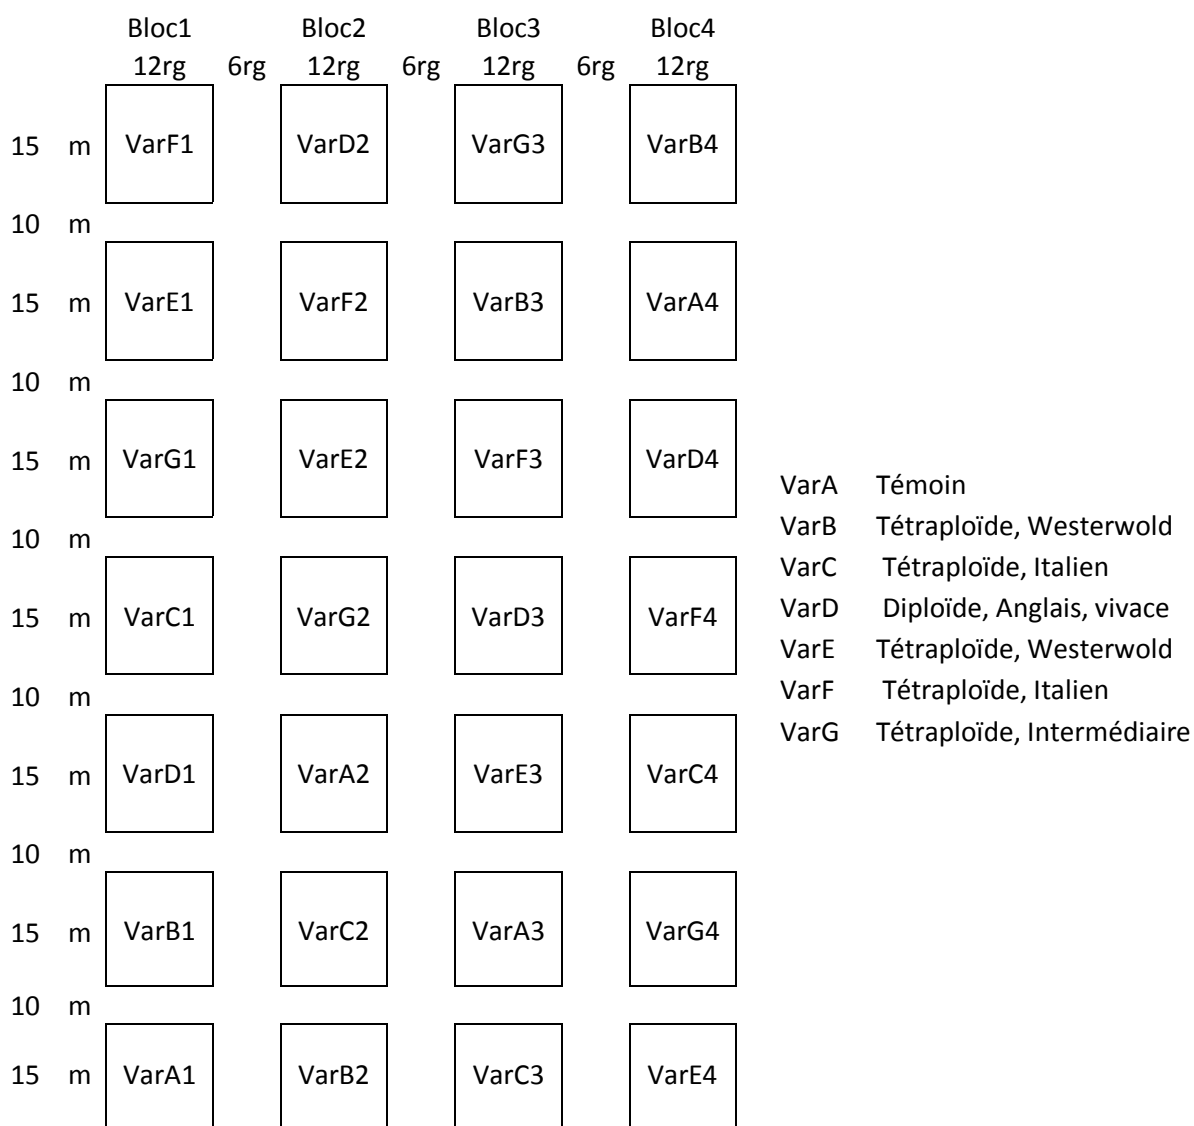 Bloc1 Bloc2 Bloc3 Bloc4
12rg 6rg 12rg 6rg 12rg 6rg 12rg
15 m VarF1 VarD2 VarG3 VarB4
10 m
15 m VarE1 VarF2 VarB3 VarA4
10 m
15 m VarG1 VarE2 VarF3 VarD4
VarA Témoin
VarB Tétraploïde, Westerwold
10 m
VarC Tétraploïde, Italien
VarD Diploïde, Anglais, vivace
15 m VarC1 VarG2 VarD3 VarF4
VarE Tétraploïde, Westerwold
VarF Tétraploïde, Italien
10 m
VarG Tétraploïde, Intermédiaire
15 m VarD1 VarA2 VarE3 VarC4
10 m
15 m VarB1 VarC2 VarA3 VarG4
10 m
15 m VarA1 VarB2 VarC3 VarE4